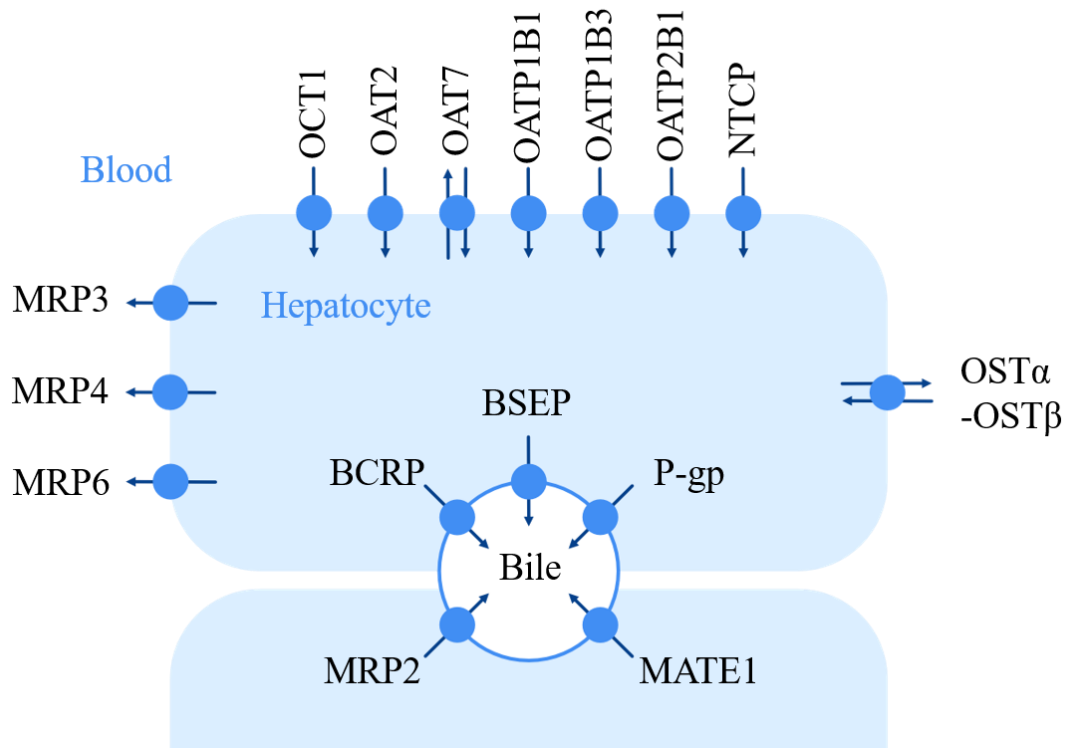 OCT1
OAT2
OAT7
OATP1B1
OATP1B3
OATP2B1
NTCP
Blood
MRP3
Hepatocyte
MRP4
OSTα
-OSTβ
BSEP
MRP6
BCRP
P-gp
Bile
MRP2
MATE1